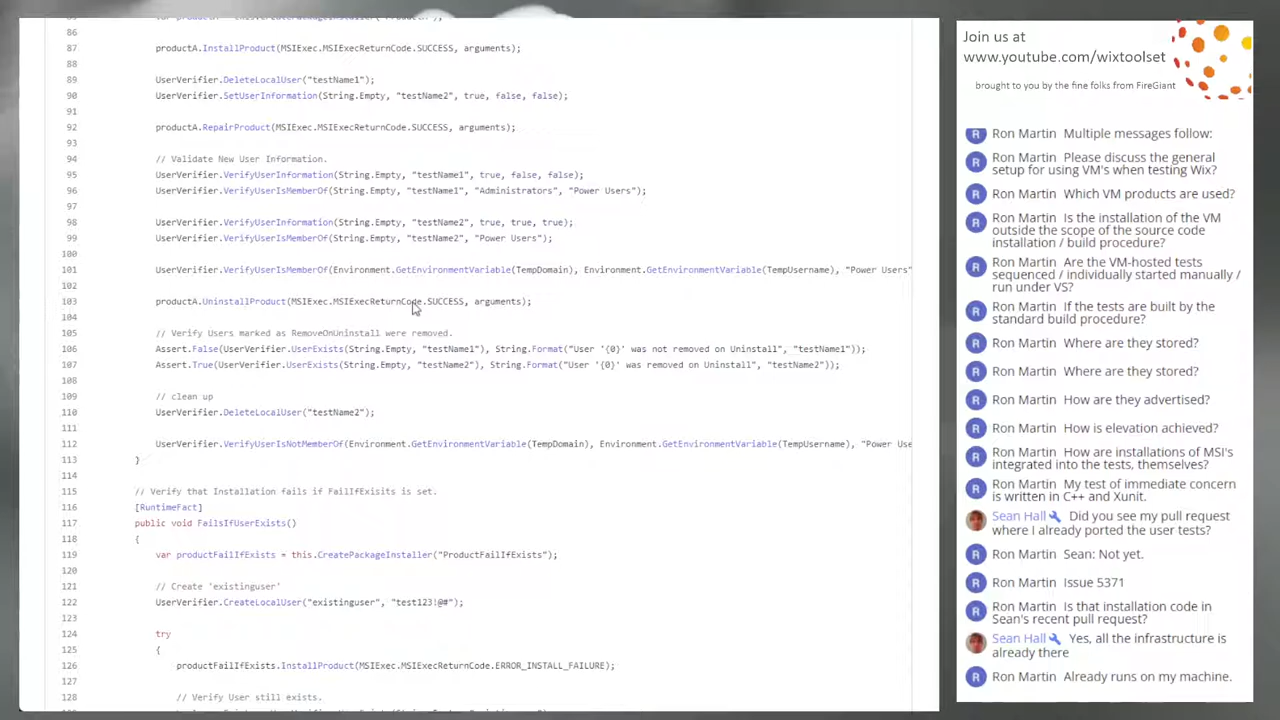 86
87 productA.InstallProduct(MSIExec.MSIExecReturnCode.SUCCESS, arguments);
88
89 UserVerifier.DeleteLocalUser("testName1");
90 UserVerifier.SetUserInformation(String.Empty, "testName2", true, false, false);
91
92 productA.RepairProduct(MSIExec.MSIExecReturnCode.SUCCESS, arguments);
93
94 // Validate New User Information.
95 UserVerifier.VerifyUserInformation(String.Empty, "testName1", true, false, false);
96 UserVerifier.VerifyUserIsMemberOf(String.Empty, "testName1", "Administrators", "Power Users");
97
98 UserVerifier.VerifyUserInformation(String.Empty, "testName2", true, true, true);
99 UserVerifier.VerifyUserIsMemberOf(String.Empty, "testName2", "Power Users");
100
101 UserVerifier.VerifyUserIsMemberOf(Environment.GetEnvironmentVariable(TempDomain), Environment.GetEnvironmentVariable(TempUsername), "Power Users"
102
103 productA.UninstallProduct(MSIExec.MSIExecReturnCode.SUCCESS, arguments);
104
105 // Verify Users marked as RemoveOnUninstall were removed.
106 Assert.False(UserVerifier.UserExists(String.Empty, "testName1"), String.Format("User '{0}' was not removed on Uninstall", "testName1"));
107 Assert.True(UserVerifier.UserExists(String.Empty, "testName2"), String.Format("User '{0}' was removed on Uninstall", "testName2"));
108
109 // clean up
110 UserVerifier.DeleteLocalUser("testName2");
111
112 UserVerifier.VerifyUserIsNotMemberOf(Environment.GetEnvironmentVariable(TempDomain), Environment.GetEnvironmentVariable(TempUsername), "Power Use
113 }
114
115 // Verify that Installation fails if FailIfExisits is set.
116 [RuntimeFact]
117 public void FailsIfUserExists()
118 {
119 var productFailIfExists = this.CreatePackageInstaller("ProductFailIfExists");
120
121 // Create 'existinguser'
122 UserVerifier.CreateLocalUser("existinguser", "test123!@#");
123
124 try
125 {
126 productFailIfExists.InstallProduct(MSIExec.MSIExecReturnCode.ERROR_INSTALL_FAILURE);
127
128 // Verify User still exists.
Join us at
www.youtube.com/wixtoolset
brought to you by the fine folks from FireGiant
R Ron Martin Multiple messages follow:
R Ron Martin Please discuss the general
setup for using VM's when testing Wix?
R Ron Martin Which VM products are used?
R Ron Martin Is the installation of the VM
outside the scope of the source code
installation / build procedure?
R Ron Martin Are the VM-hosted tests
sequenced / individually started manually /
run under VS?
R Ron Martin If the tests are built by the
standard build procedure?
R Ron Martin Where are they stored?
R Ron Martin Where are they stored?
R Ron Martin How are they advertised?
R Ron Martin How is elevation achieved?
R Ron Martin How are installations of MSI's
integrated into the tests, themselves?
R Ron Martin My test of immediate concern
is written in C++ and Xunit.
Sean Hall Did you see my pull request
where I already ported the user tests?
R Ron Martin Sean: Not yet.
R Ron Martin Issue 5371
R Ron Martin Is that installation code in
Sean's recent pull request?
Sean Hall Yes, all the infrastructure is
already there
R Ron Martin Already runs on my machine.